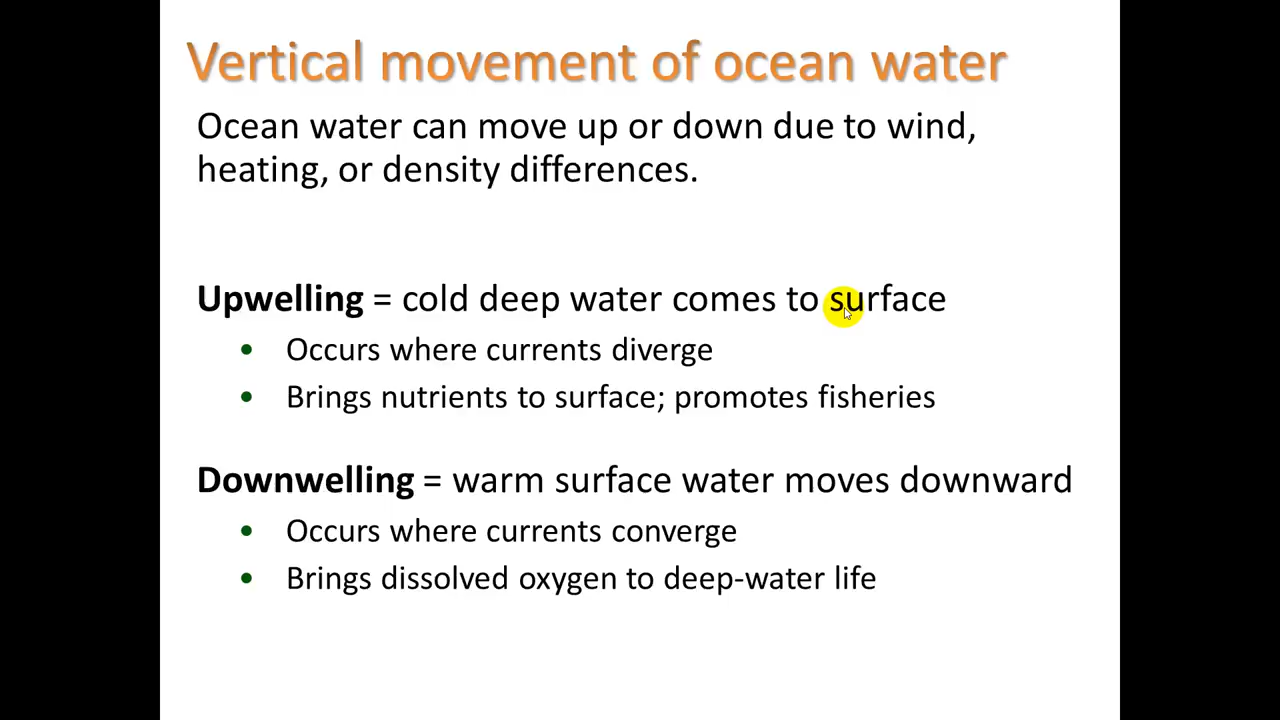 Vertical movement of ocean water
Ocean water can move up or down due to wind,
heating, or density differences.
Upwelling = cold deep water comes to surface
• Occurs where currents diverge
• Brings nutrients to surface; promotes fisheries
Downwelling = warm surface water moves downward
• Occurs where currents converge
• Brings dissolved oxygen to deep-water life